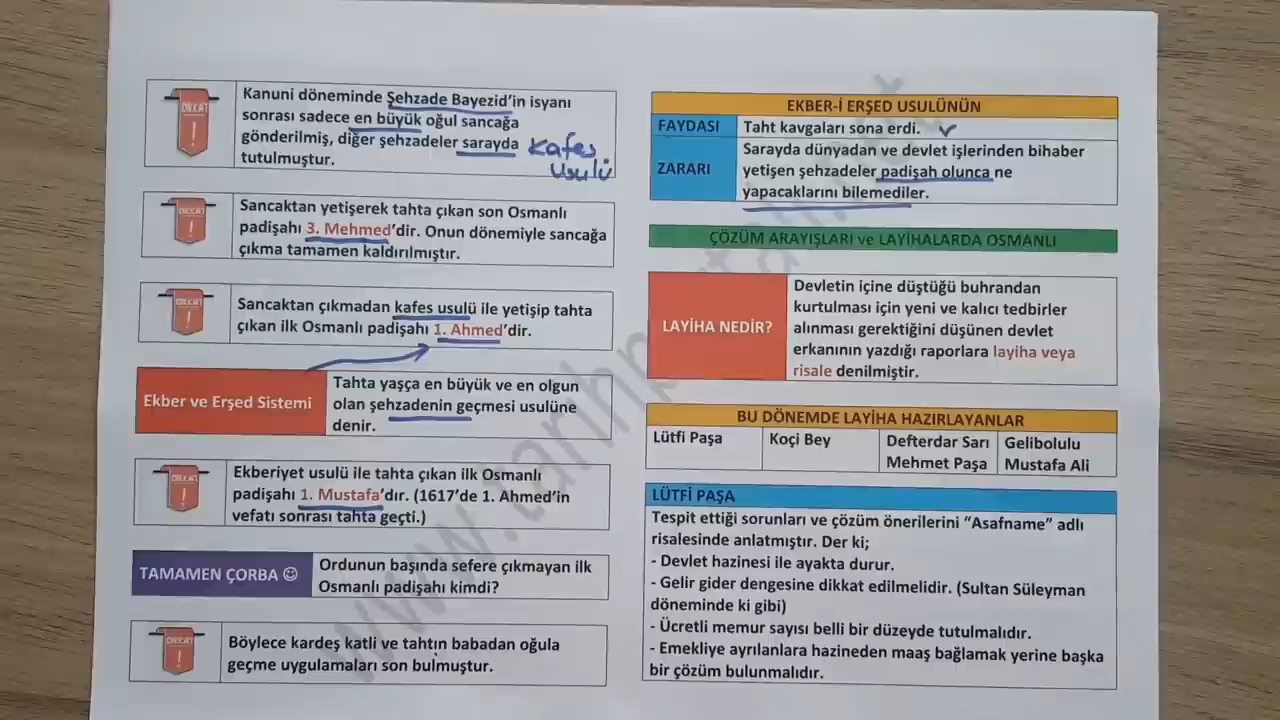 DİKKAT
!
Kanuni döneminde Şehzade Bayezid'in isyanı
sonrası sadece en büyük oğul sancağa
gönderilmiş, diğer şehzadeler sarayda
tutulmuştur.
Kafes
Usulü
DİKKAT
!
Sancaktan yetişerek tahta çıkan son Osmanlı
padişahı 3. Mehmed'dir. Onun dönemiyle sancağa
çıkma tamamen kaldırılmıştır.
DİKKAT
!
Sancaktan çıkmadan kafes usulü ile yetişip tahta
çıkan ilk Osmanlı padişahı 1. Ahmed'dir.
Ekber ve Erşed Sistemi
Tahta yaşça en büyük ve en olgun
olan şehzadenin geçmesi usulüne
denir.
DİKKAT
!
Ekberiyet usulü ile tahta çıkan ilk Osmanlı
padişahı 1. Mustafa'dır. (1617'de 1. Ahmed'in
vefatı sonrası tahta geçti.)
TAMAMEN ÇORBA ☺
Ordunun başında sefere çıkmayan ilk
Osmanlı padişahı kimdi?
DİKKAT
!
Böylece kardeş katli ve tahtın babadan oğula
geçme uygulamaları son bulmuştur.
EKBER-İ ERŞED USULÜNÜN
FAYDASI
Taht kavgaları sona erdi.
ZARARI
Sarayda dünyadan ve devlet işlerinden bihaber
yetişen şehzadeler padişah olunca ne
yapacaklarını bilemediler.
ÇÖZÜM ARAYIŞLARI ve LAYİHALARDA OSMANLI
LAYİHA NEDİR?
Devletin içine düştüğü buhrandan
kurtulması için yeni ve kalıcı tedbirler
alınması gerektiğini düşünen devlet
erkanının yazdığı raporlara layiha veya
risale denilmiştir.
BU DÖNEMDE LAYİHA HAZIRLAYANLAR
Lütfi Paşa
Koçi Bey
Defterdar Sarı
Mehmet Paşa
Gelibolulu
Mustafa Ali
LÜTFİ PAŞA
Tespit ettiği sorunları ve çözüm önerilerini "Asafname" adlı
risalesinde anlatmıştır. Der ki;
- Devlet hazinesi ile ayakta durur.
- Gelir gider dengesine dikkat edilmelidir. (Sultan Süleyman
döneminde ki gibi)
- Ücretli memur sayısı belli bir düzeyde tutulmalıdır.
- Emekliye ayrılanlara hazineden maaş bağlamak yerine başka
bir çözüm bulunmalıdır.